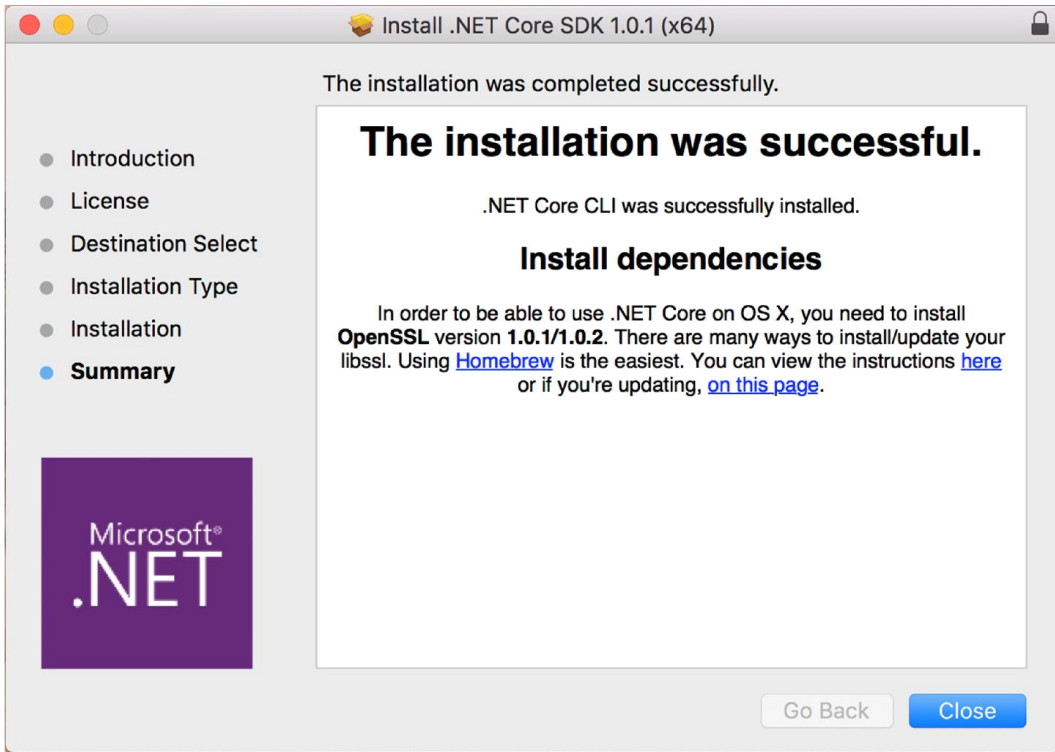 Install .NET Core SDK 1.0.1 (x64)
The installation was completed successfully.
Introduction
License
Destination Select
Installation Type
Installation
Summary
The installation was successful.
.NET Core CLI was successfully installed.
Install dependencies
In order to be able to use .NET Core on OS X, you need to install
OpenSSL version 1.0.1/1.0.2. There are many ways to install/update your
libssl. Using Homebrew is the easiest. You can view the instructions here
or if you're updating, on this page.
Microsoft®
.NET
Go Back
Close